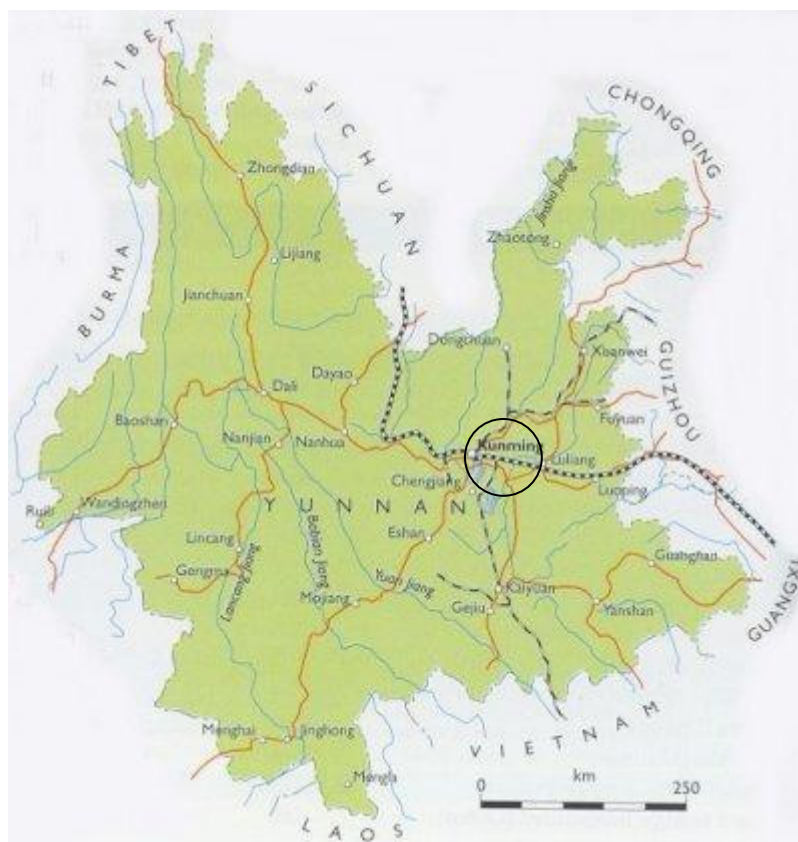 TIBET
SICHUAN
CHONGQING
Zhongdian
Jinsha Jiang
Zhaotong
BURMA
Lijiang
Jianchuan
Dongchuan
Xuanwei
GUIZHOU
Dayao
Dali
Fuyuan
Baoshan
Nanjian
Nanhua
Kunming
Luliang
Chengjiang
Luoping
YUNNAN
Ruili
Wandingzhen
Eshan
Lincang
Babian Jiang
Guangnan
Gengma
Lancang Jiang
Yuan Jiang
Kaiyuan
GUANGXI
Mojiang
Gejiu
Yanshan
Menghai
Jinghong
VIETNAM
Mengla
0 km 250
LAOS